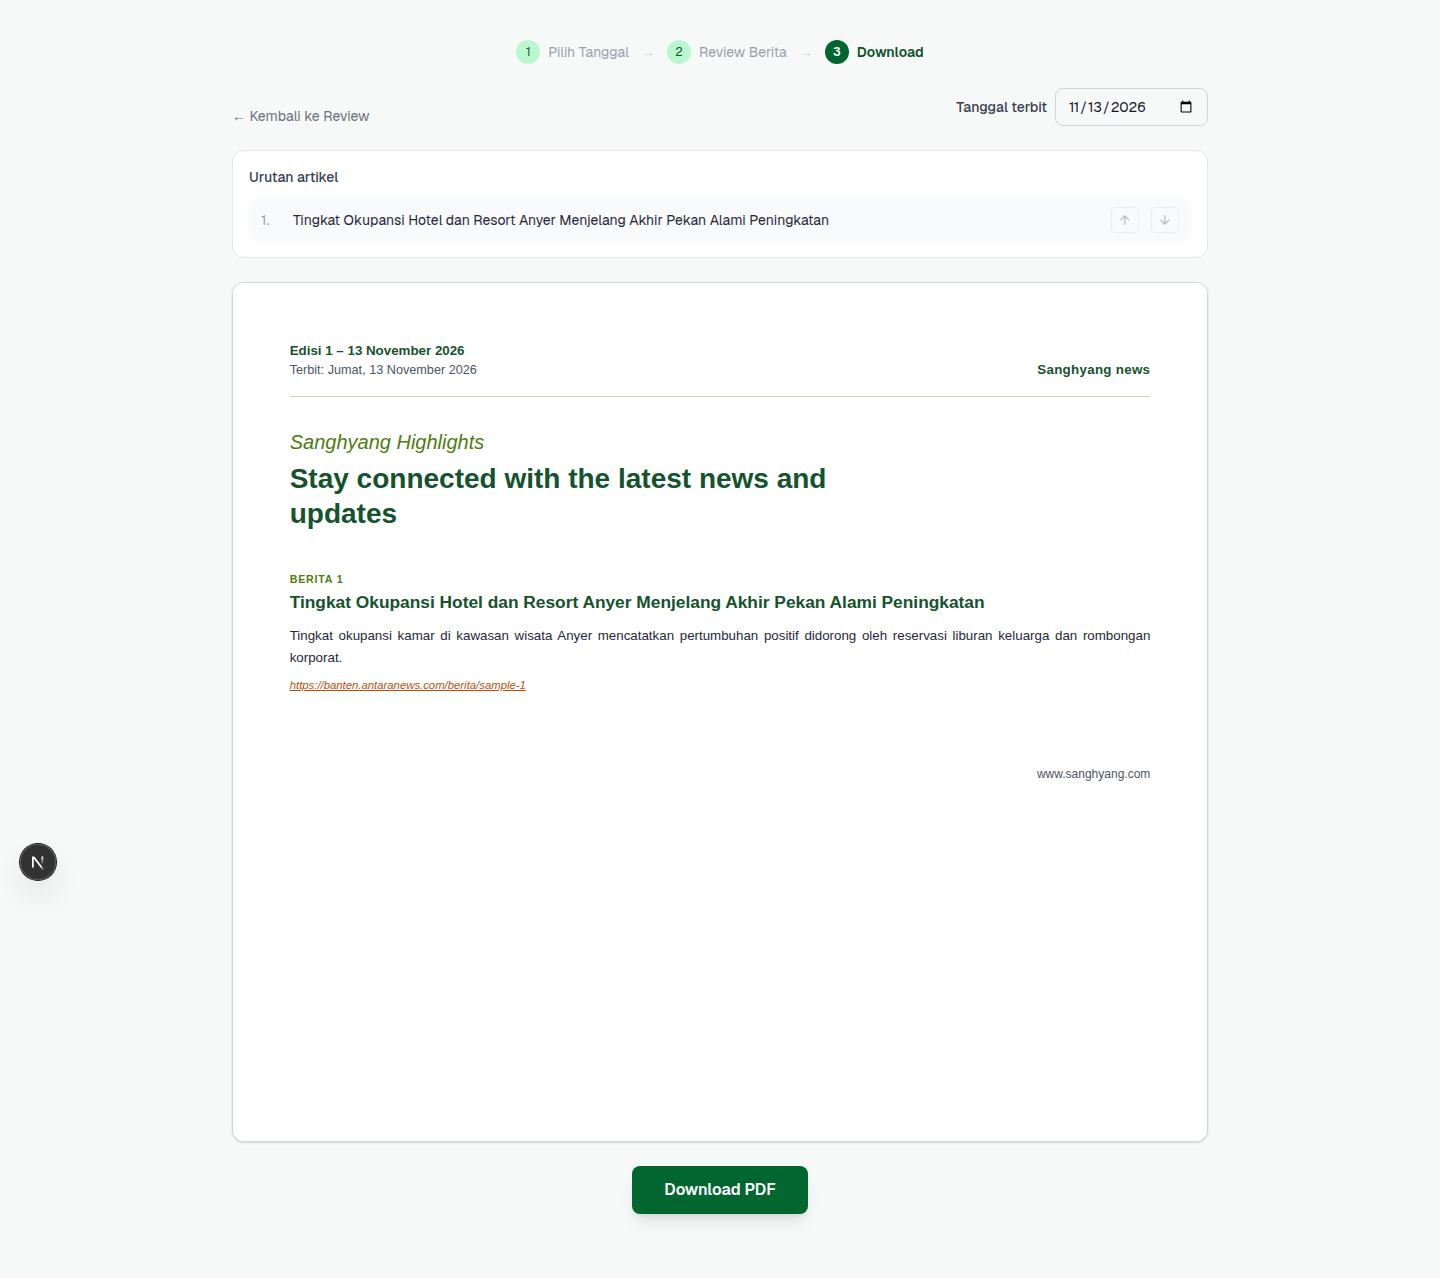 1 Pilih Tanggal → 2 Review Berita → 3 Download
← Kembali ke Review
Tanggal terbit 11/13/2026
Urutan artikel
1. Tingkat Okupansi Hotel dan Resort Anyer Menjelang Akhir Pekan Alami Peningkatan ↑ ↓
Edisi 1 – 13 November 2026
Terbit: Jumat, 13 November 2026
Sanghyang news
Sanghyang Highlights
Stay connected with the latest news and
updates
BERITA 1
Tingkat Okupansi Hotel dan Resort Anyer Menjelang Akhir Pekan Alami Peningkatan
Tingkat okupansi kamar di kawasan wisata Anyer mencatatkan pertumbuhan positif didorong oleh reservasi liburan keluarga dan rombongan
korporat.
https://banten.antaranews.com/berita/sample-1
www.sanghyang.com
N
Download PDF